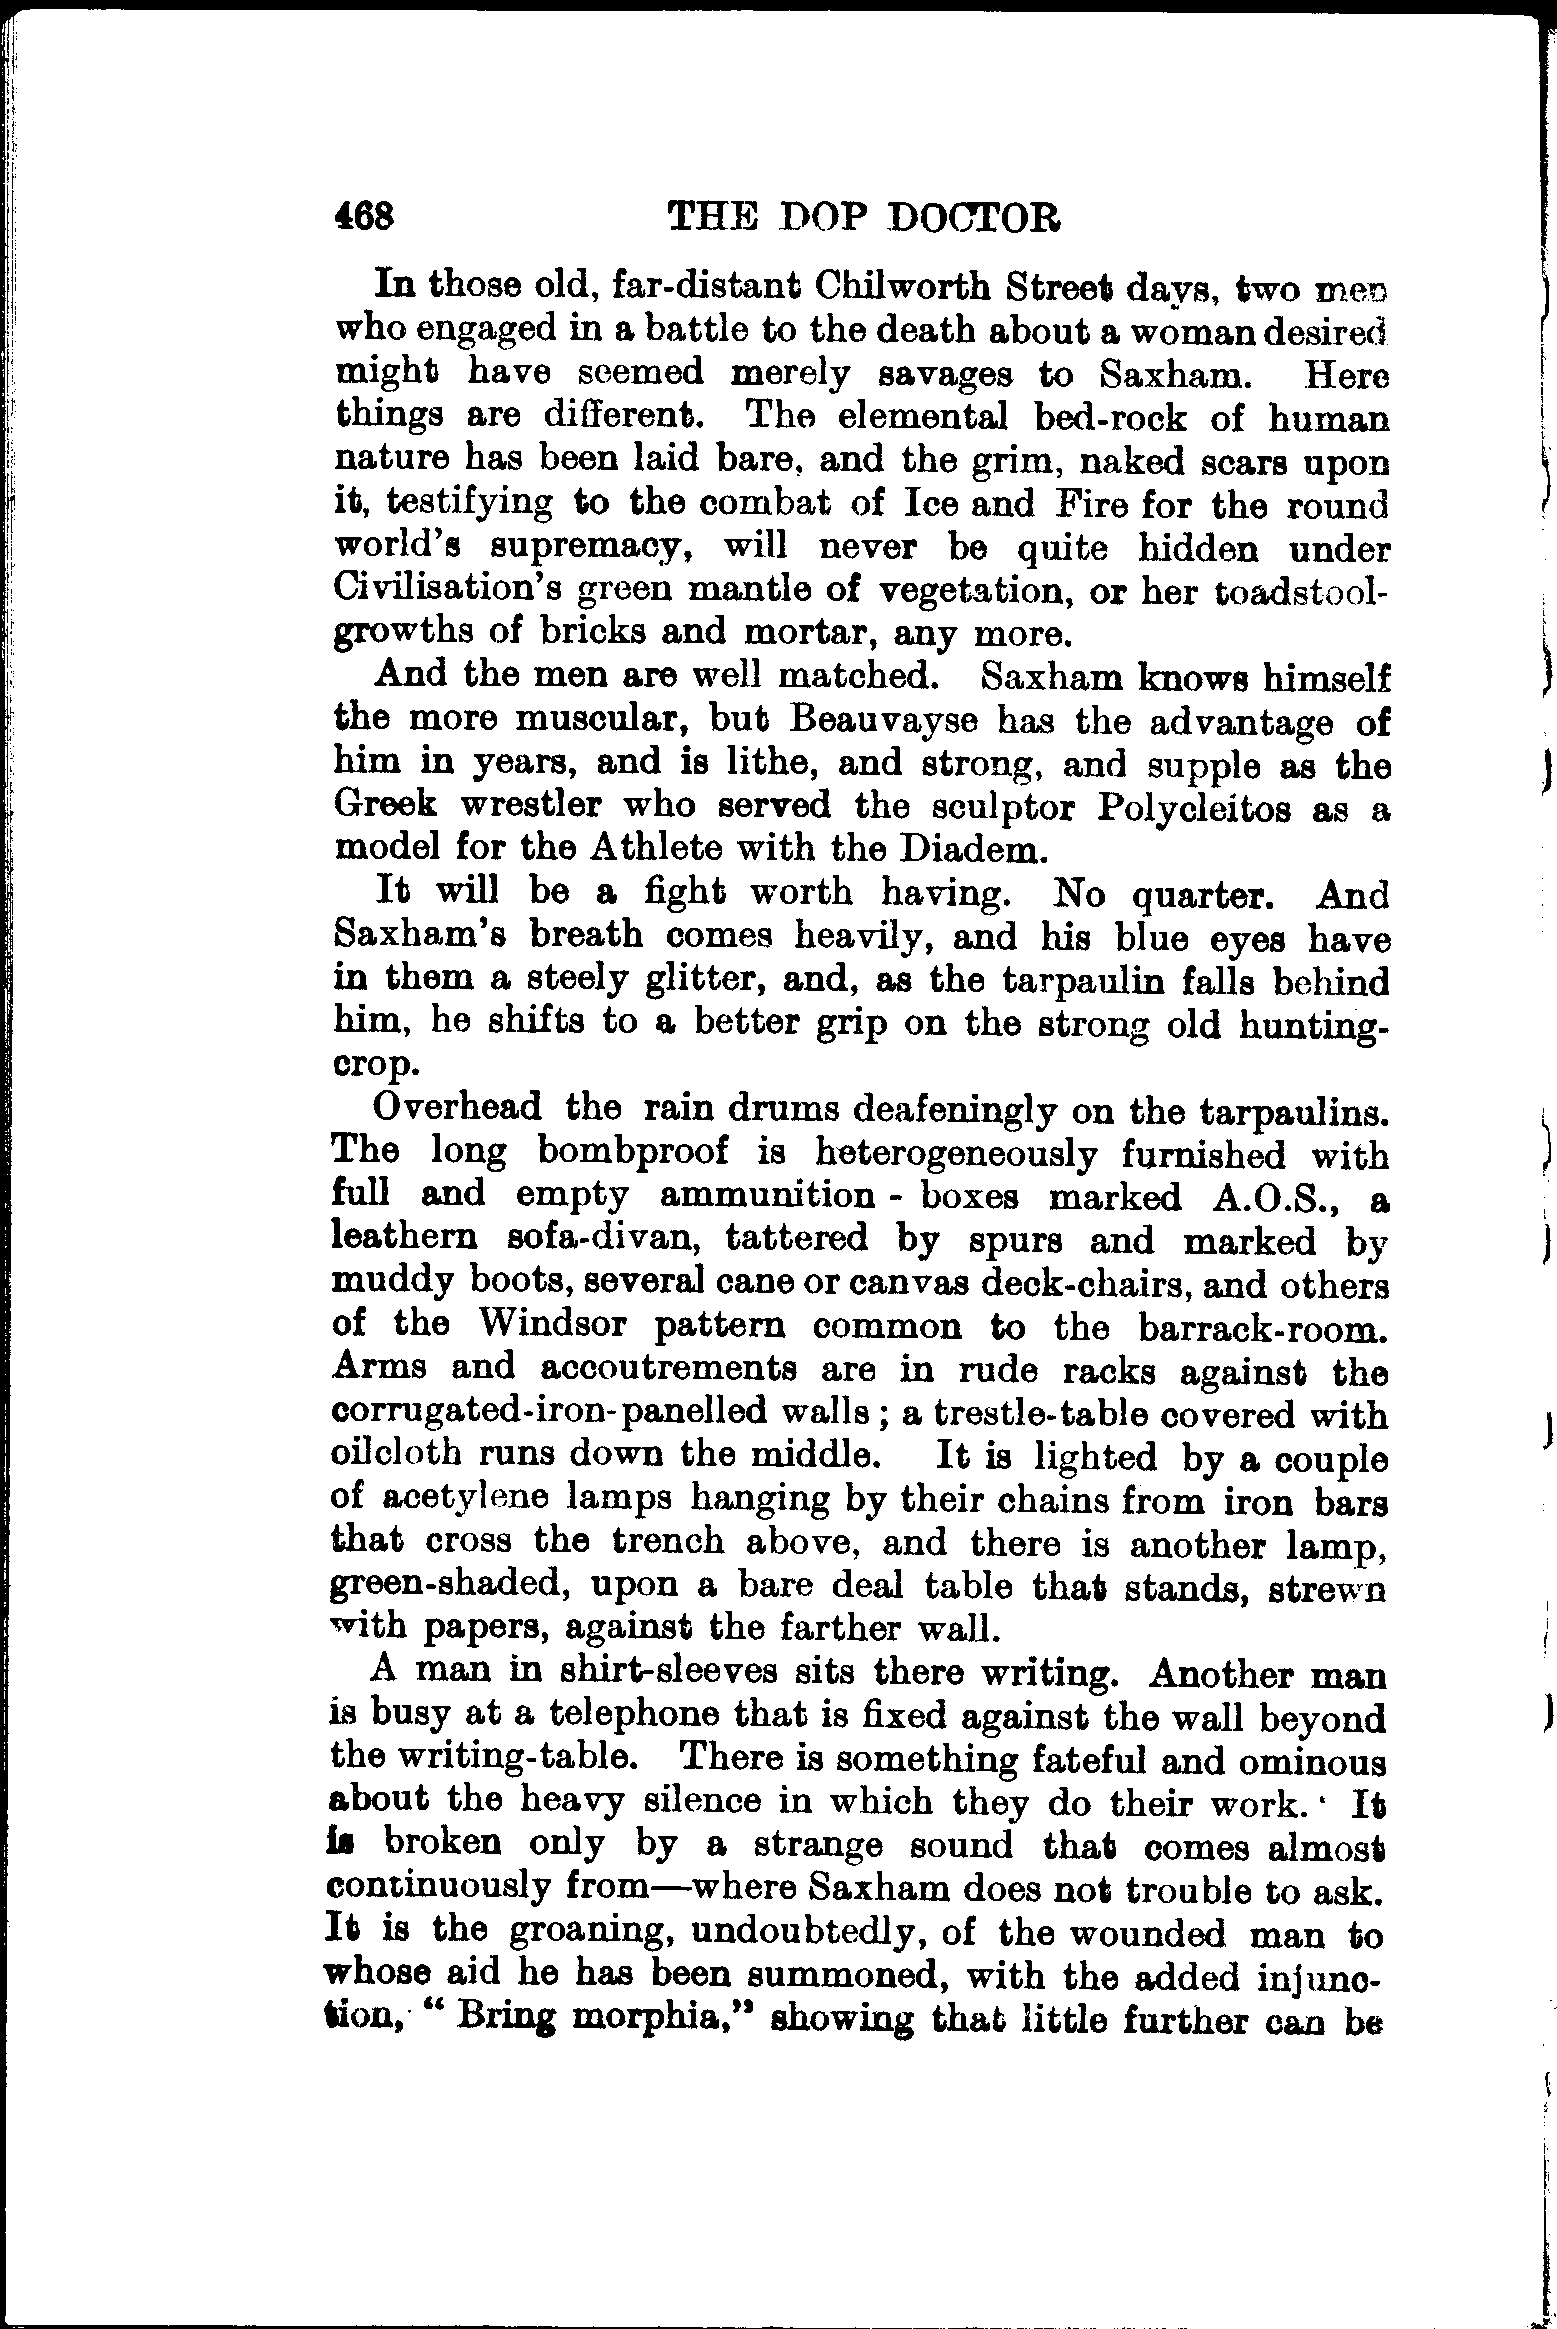 468 THE DOP DOCTOR
In those old, far-distant Chilworth Street days, two men
who engaged in a battle to the death about a woman desired
might have seemed merely savages to Saxham. Here
things are different. The elemental bed-rock of human
nature has been laid bare, and the grim, naked scars upon
it, testifying to the combat of Ice and Fire for the round
world's supremacy, will never be quite hidden under
Civilisation's green mantle of vegetation, or her toadstool-
growths of bricks and mortar, any more.
And the men are well matched. Saxham knows himself
the more muscular, but Beauvayse has the advantage of
him in years, and is lithe, and strong, and supple as the
Greek wrestler who served the sculptor Polycleitos as a
model for the Athlete with the Diadem.
It will be a fight worth having. No quarter. And
Saxham's breath comes heavily, and his blue eyes have
in them a steely glitter, and, as the tarpaulin falls behind
him, he shifts to a better grip on the strong old hunting-
crop.
Overhead the rain drums deafeningly on the tarpaulins.
The long bombproof is heterogeneously furnished with
full and empty ammunition - boxes marked A.O.S., a
leathern sofa-divan, tattered by spurs and marked by
muddy boots, several cane or canvas deck-chairs, and others
of the Windsor pattern common to the barrack-room.
Arms and accoutrements are in rude racks against the
corrugated-iron-panelled walls; a trestle-table covered with
oilcloth runs down the middle. It is lighted by a couple
of acetylene lamps hanging by their chains from iron bars
that cross the trench above, and there is another lamp,
green-shaded, upon a bare deal table that stands, strewn
with papers, against the farther wall.
A man in shirt-sleeves sits there writing. Another man
is busy at a telephone that is fixed against the wall beyond
the writing-table. There is something fateful and ominous
about the heavy silence in which they do their work. It
is broken only by a strange sound that comes almost
continuously from—where Saxham does not trouble to ask.
It is the groaning, undoubtedly, of the wounded man to
whose aid he has been summoned, with the added injunc-
tion, "Bring morphia," showing that little further can be